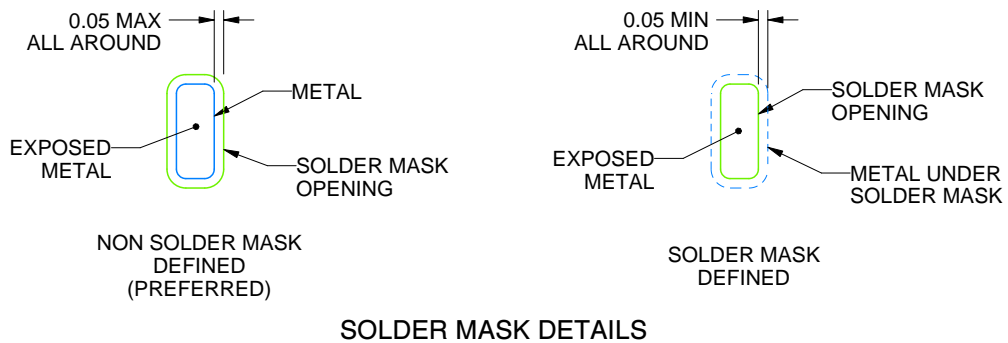 0.05 MAX
ALL AROUND
METAL
EXPOSED
METAL
SOLDER MASK
OPENING
NON SOLDER MASK
DEFINED
(PREFERRED)
0.05 MIN
ALL AROUND
SOLDER MASK
OPENING
EXPOSED
METAL
METAL UNDER
SOLDER MASK
SOLDER MASK
DEFINED
SOLDER MASK DETAILS